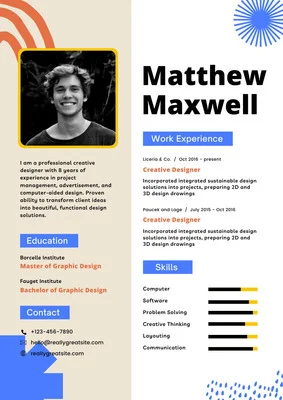 Matthew
Maxwell
I am a professional creative
designer with 8 years of
experience in project
management, advertisement, and
computer-aided design. Proven
ability to transform client ideas
into beautiful, functional design
solutions.
Education
Borcelle Institute
Master of Graphic Design
Fauget Institute
Bachelor of Graphic Design
Contact
+123-456-7890
hello@reallygreatsite.com
reallygreatsite.com
Work Experience
Liceria & Co. / Oct 2016 - present
Creative Designer
Incorporated integrated sustainable design
solutions into projects, preparing 2D and
3D design drawings
Paucek and Lage / July 2015 - Oct 2016
Creative Designer
Incorporated integrated sustainable design
solutions into projects, preparing 2D and
3D design drawings
Skills
Computer
Software
Problem Solving
Creative Thinking
Layouting
Communication